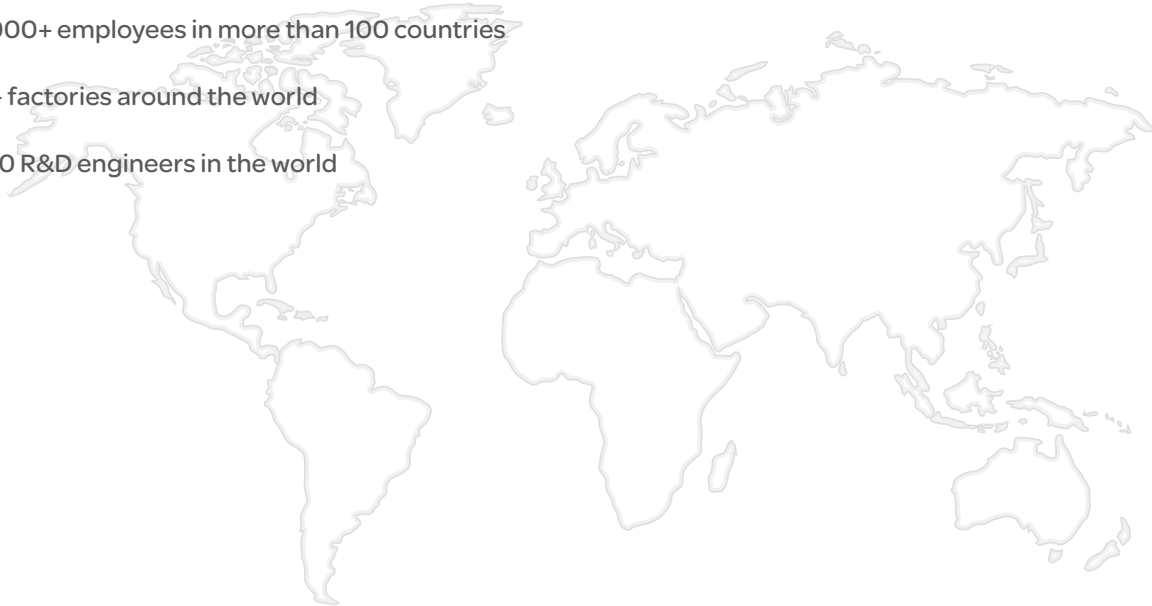 000+ employees in more than 100 countries
factories around the world
0 R&D engineers in the world